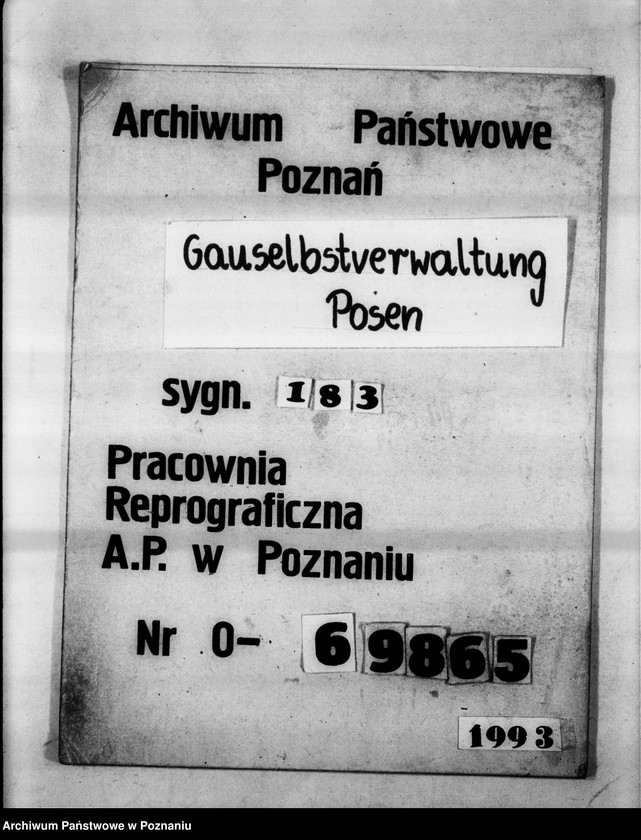 Archiwum Państwowe
Poznań
Gauselbstverwaltung
Posen
sygn. 183
Pracownia
Reprograficzna
A.P. w Poznaniu
Nr 0-69865
1993
Archiwum Państwowe w Poznaniu